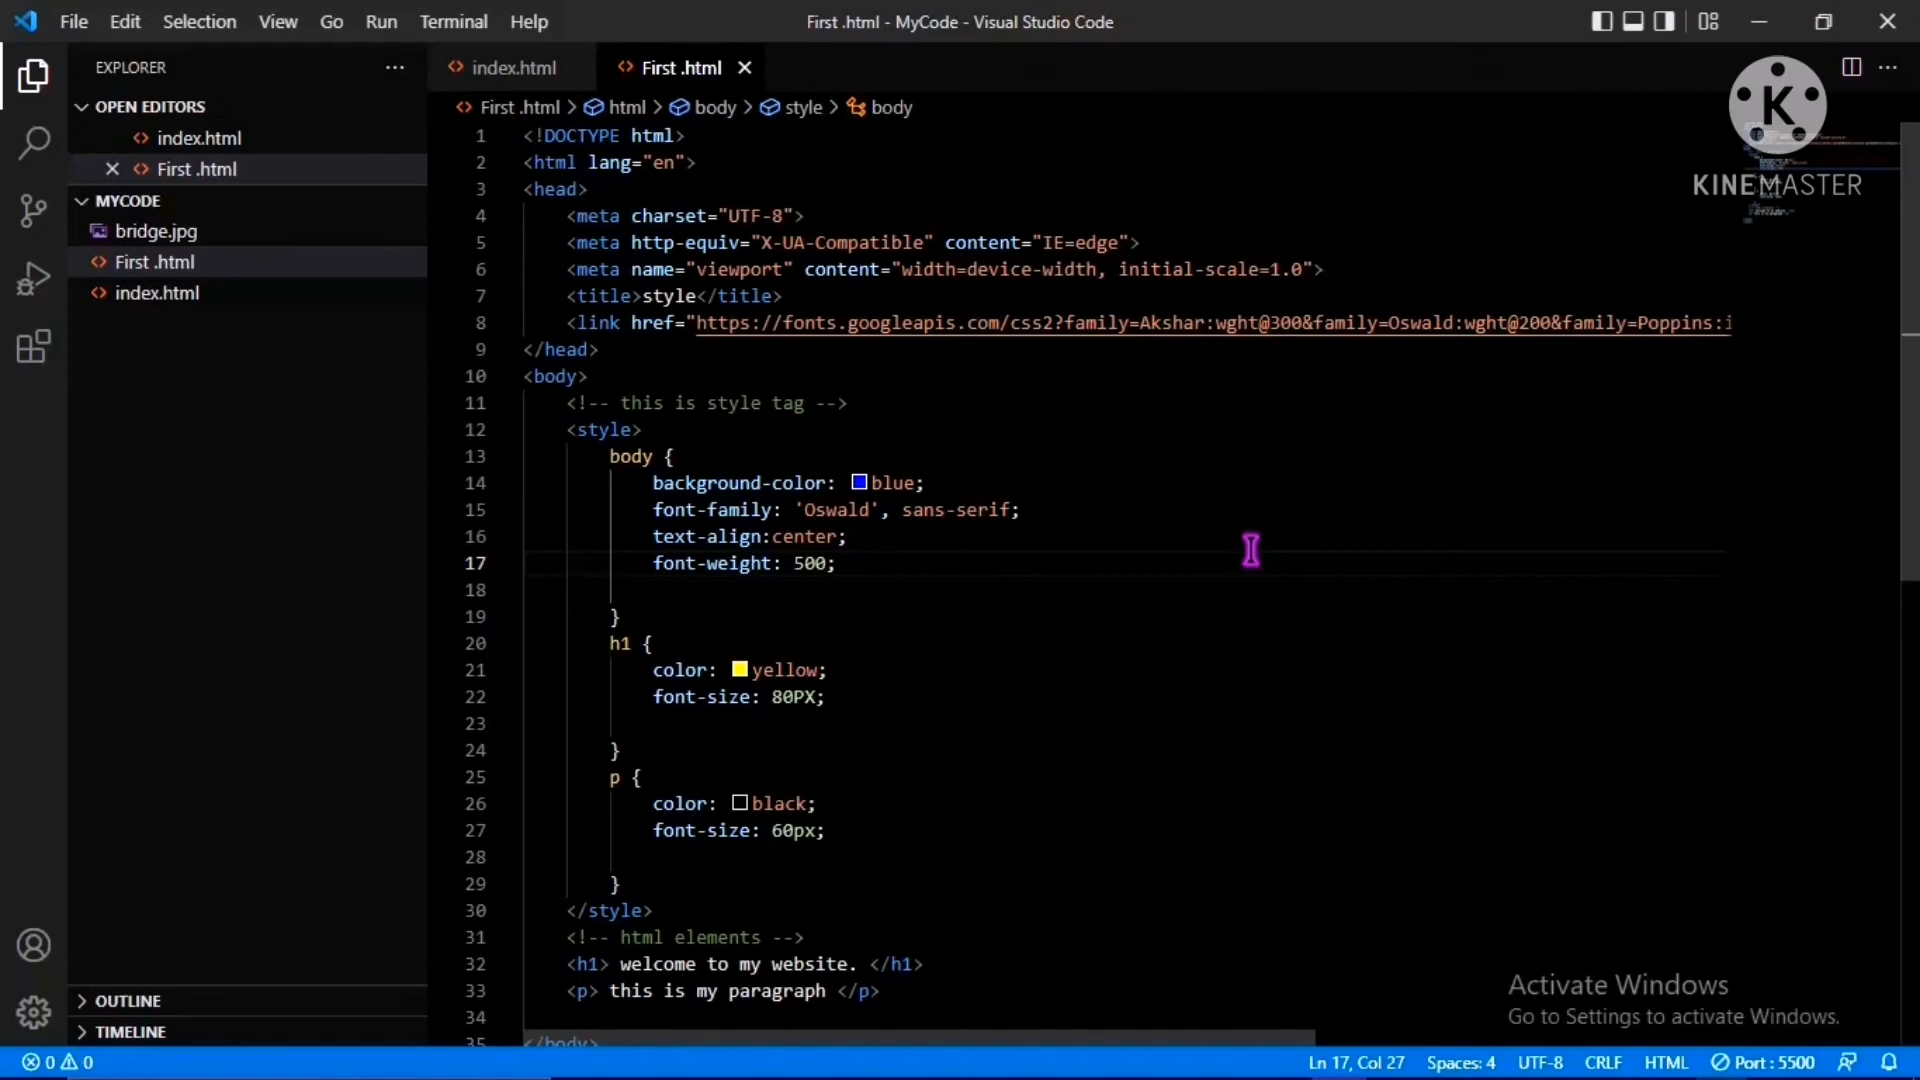 File Edit Selection View Go Run Terminal Help
First .html - MyCode - Visual Studio Code
EXPLORER
OPEN EDITORS
index.html
First .html
MYCODE
bridge.jpg
First .html
index.html
OUTLINE
TIMELINE
index.html
First .html
First .html > html > body > style > body
1 <!DOCTYPE html>
2 <html lang="en">
3 <head>
4 <meta charset="UTF-8">
5 <meta http-equiv="X-UA-Compatible" content="IE=edge">
6 <meta name="viewport" content="width=device-width, initial-scale=1.0">
7 <title>style</title>
8 <link href="https://fonts.googleapis.com/css2?family=Akshar:wght@300&family=Oswald:wght@200&family=Poppins:i
9 </head>
10 <body>
11 <!-- this is style tag -->
12 <style>
13 body {
14 background-color: blue;
15 font-family: 'Oswald', sans-serif;
16 text-align:center;
17 font-weight: 500;
18
19 }
20 h1 {
21 color: yellow;
22 font-size: 80PX;
23
24 }
25 p {
26 color: black;
27 font-size: 60px;
28
29 }
30 </style>
31 <!-- html elements -->
32 <h1> welcome to my website. </h1>
33 <p> this is my paragraph </p>
34
35 </body>
K
KINEMASTER
Activate Windows
Go to Settings to activate Windows.
0 0
Ln 17, Col 27 Spaces: 4 UTF-8 CRLF HTML Port : 5500